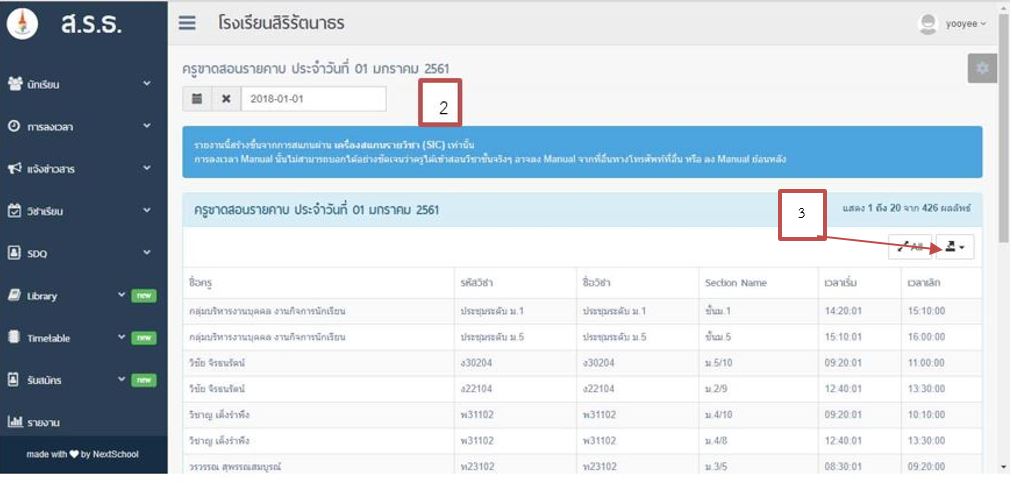 ส.ร.ธ.
โรงเรียนสิริรัตนาธร
yooyee
ครูขาดสอนรายคาบ ประจำวันที่ 01 มกราคม 2561
2018-01-01
2
นักเรียน
การลงเวลา
แจ้งข่าวสาร
วิชาเรียน
SDQ
Library new
Timetable new
รับสมัคร new
รายงาน
made with by NextSchool
รายงานนี้สร้างขึ้นจากการสแกนผ่าน เครื่องสแกนรายวิชา (SIC) เท่านั้น
การลงเวลา Manual นั้นไม่สามารถบอกได้อย่างชัดเจนว่าครูได้เข้าสอนวิชานั้นจริงๆ อาจลง Manual จากที่อื่นทางโทรศัพท์ที่อื่น หรือ ลง Manual ย้อนหลัง
ครูขาดสอนรายคาบ ประจำวันที่ 01 มกราคม 2561
3
แสดง 1 ถึง 20 จาก 426 ผลลัพธ์
All
ชื่อครู รหัสวิชา ชื่อวิชา Section Name เวลาเริ่ม เวลาเลิก
กลุ่มบริหารงานบุคคล งานกิจการนักเรียน ประชุมระดับ ม.1 ประชุมระดับ ม.1 ชั้นม.1 14:20:01 15:10:00
กลุ่มบริหารงานบุคคล งานกิจการนักเรียน ประชุมระดับ ม.5 ประชุมระดับ ม.5 ชั้นม.5 15:10:01 16:00:00
วิชัย จิรธนรัตน์ ง30204 ง30204 ม.5/10 09:20:01 11:00:00
วิชัย จิรธนรัตน์ ง22104 ง22104 ม.2/9 12:40:01 13:30:00
วิชาญ เต็งรำพึง พ31102 พ31102 ม.4/10 09:20:01 10:10:00
วิชาญ เต็งรำพึง พ31102 พ31102 ม.4/8 12:40:01 13:30:00
วรวรรณ สุพรรณสมบูรณ์ พ23102 พ23102 ม.3/5 08:30:01 09:20:00